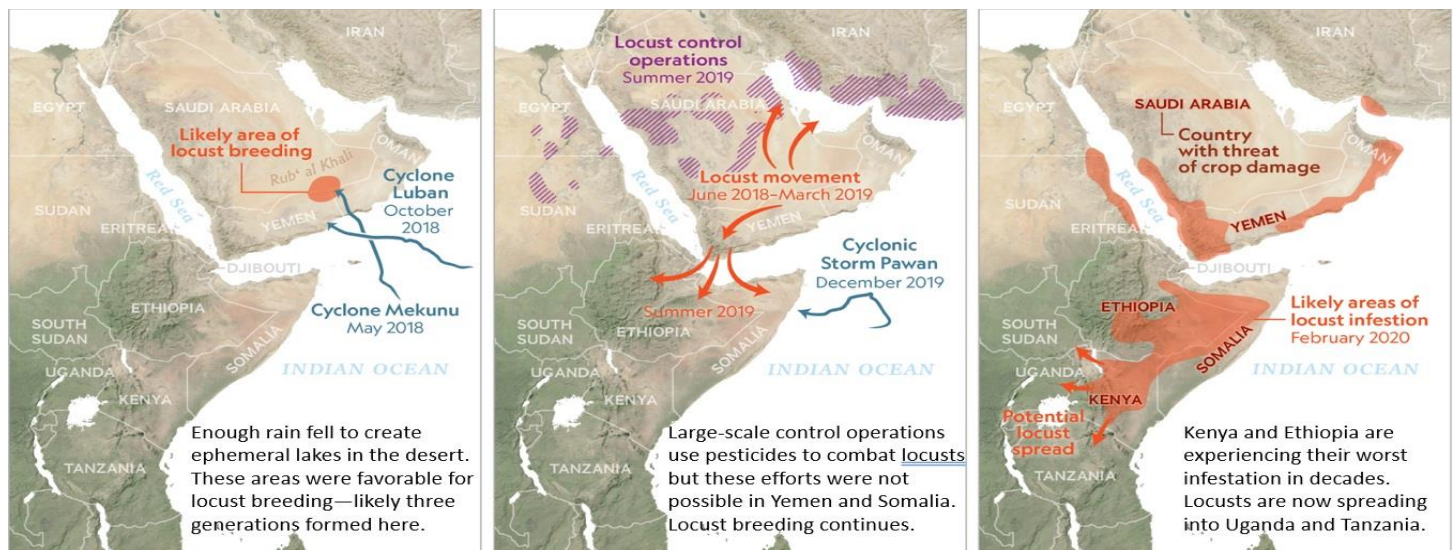 IRAN
EGYPT
SAUDI ARABIA
Likely area of
locust breeding
Rub' al Khali
OMAN
Cyclone
Luban
October
2018
Red Sea
SUDAN
YEMEN
ERITREA
DJIBOUTI
Cyclone Mekunu
May 2018
ETHIOPIA
SOUTH
SUDAN
SOMALIA
INDIAN OCEAN
UGANDA
KENYA
TANZANIA
Enough rain fell to create
ephemeral lakes in the desert.
These areas were favorable for
locust breeding—likely three
generations formed here.
Locust control
operations
Summer 2019
IRAN
EGYPT
SAUDI ARABIA
OMAN
Locust movement
June 2018–March 2019
Red Sea
SUDAN
YEMEN
ERITREA
Cyclonic
Storm Pawan
December 2019
DJIBOUTI
Summer 2019
ETHIOPIA
SOUTH
SUDAN
SOMALIA
INDIAN OCEAN
UGANDA
KENYA
TANZANIA
Large-scale control operations
use pesticides to combat locusts
but these efforts were not
possible in Yemen and Somalia.
Locust breeding continues.
IRAN
EGYPT
SAUDI ARABIA
Country
with threat
of crop damage
OMAN
Red Sea
SUDAN
YEMEN
ERITREA
DJIBOUTI
ETHIOPIA
Likely areas of
locust infestion
February 2020
SOUTH
SUDAN
SOMALIA
INDIAN OCEAN
UGANDA
KENYA
Potential
locust
spread
TANZANIA
Kenya and Ethiopia are
experiencing their worst
infestation in decades.
Locusts are now spreading
into Uganda and Tanzania.